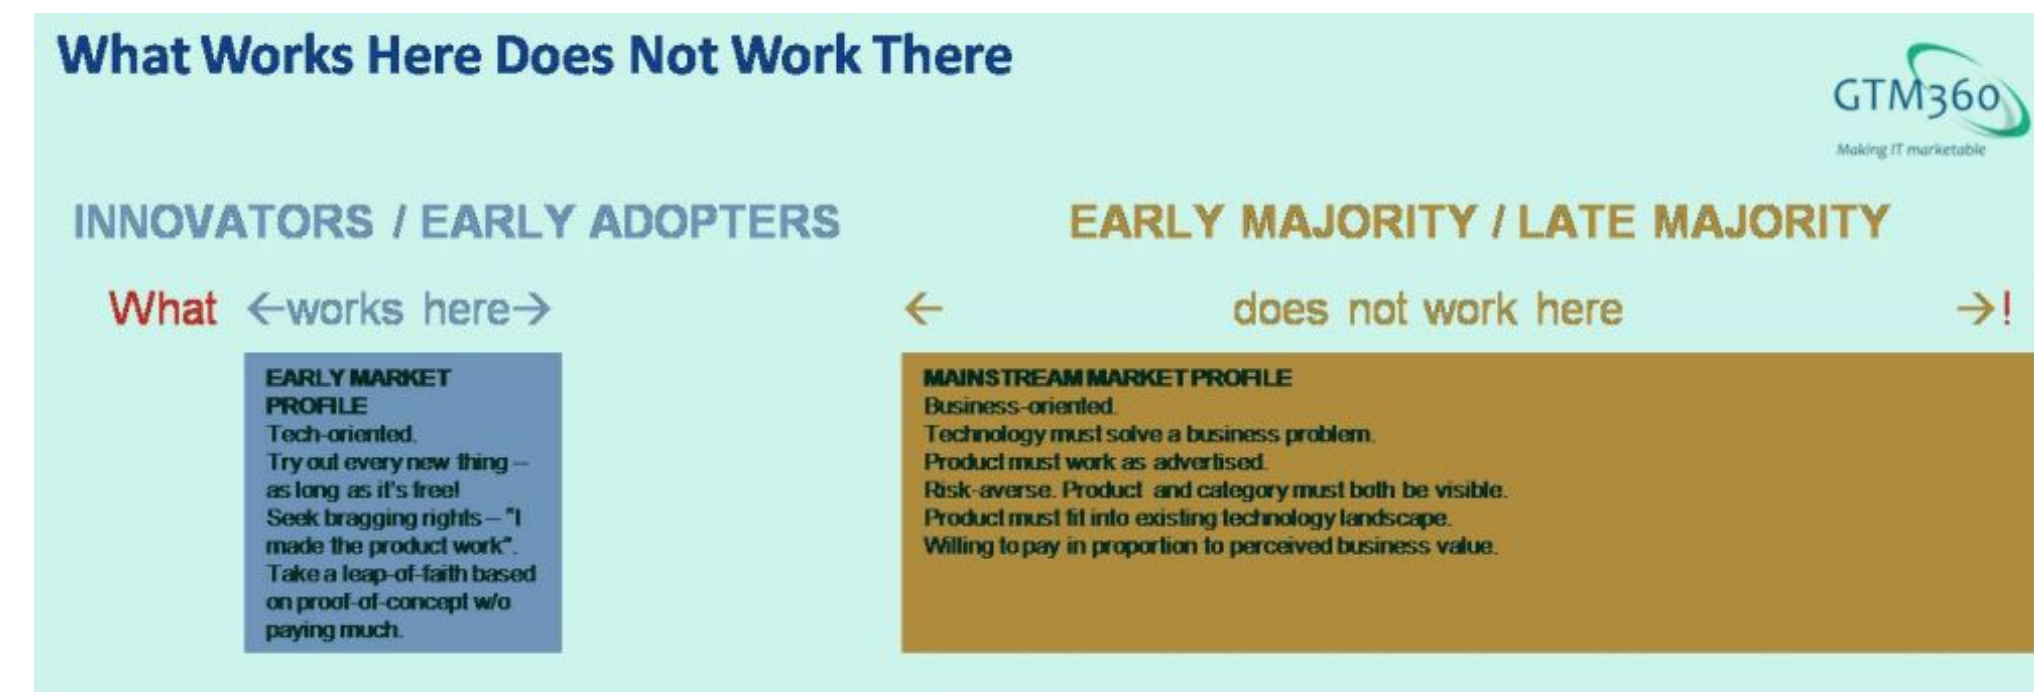 What Works Here Does Not Work There
GTM360
Making IT marketable
INNOVATORS / EARLY ADOPTERS
EARLY MAJORITY / LATE MAJORITY
What ←works here→
← does not work here →!
EARLY MARKET
PROFILE
Tech-oriented.
Try out every new thing –
as long as it's free!
Seek bragging rights – "I
made the product work".
Take a leap-of-faith based
on proof-of-concept w/o
paying much.
MAINSTREAM MARKET PROFILE
Business-oriented.
Technology must solve a business problem.
Product must work as advertised.
Risk-averse. Product and category must both be visible.
Product must fit into existing technology landscape.
Willing to pay in proportion to perceived business value.